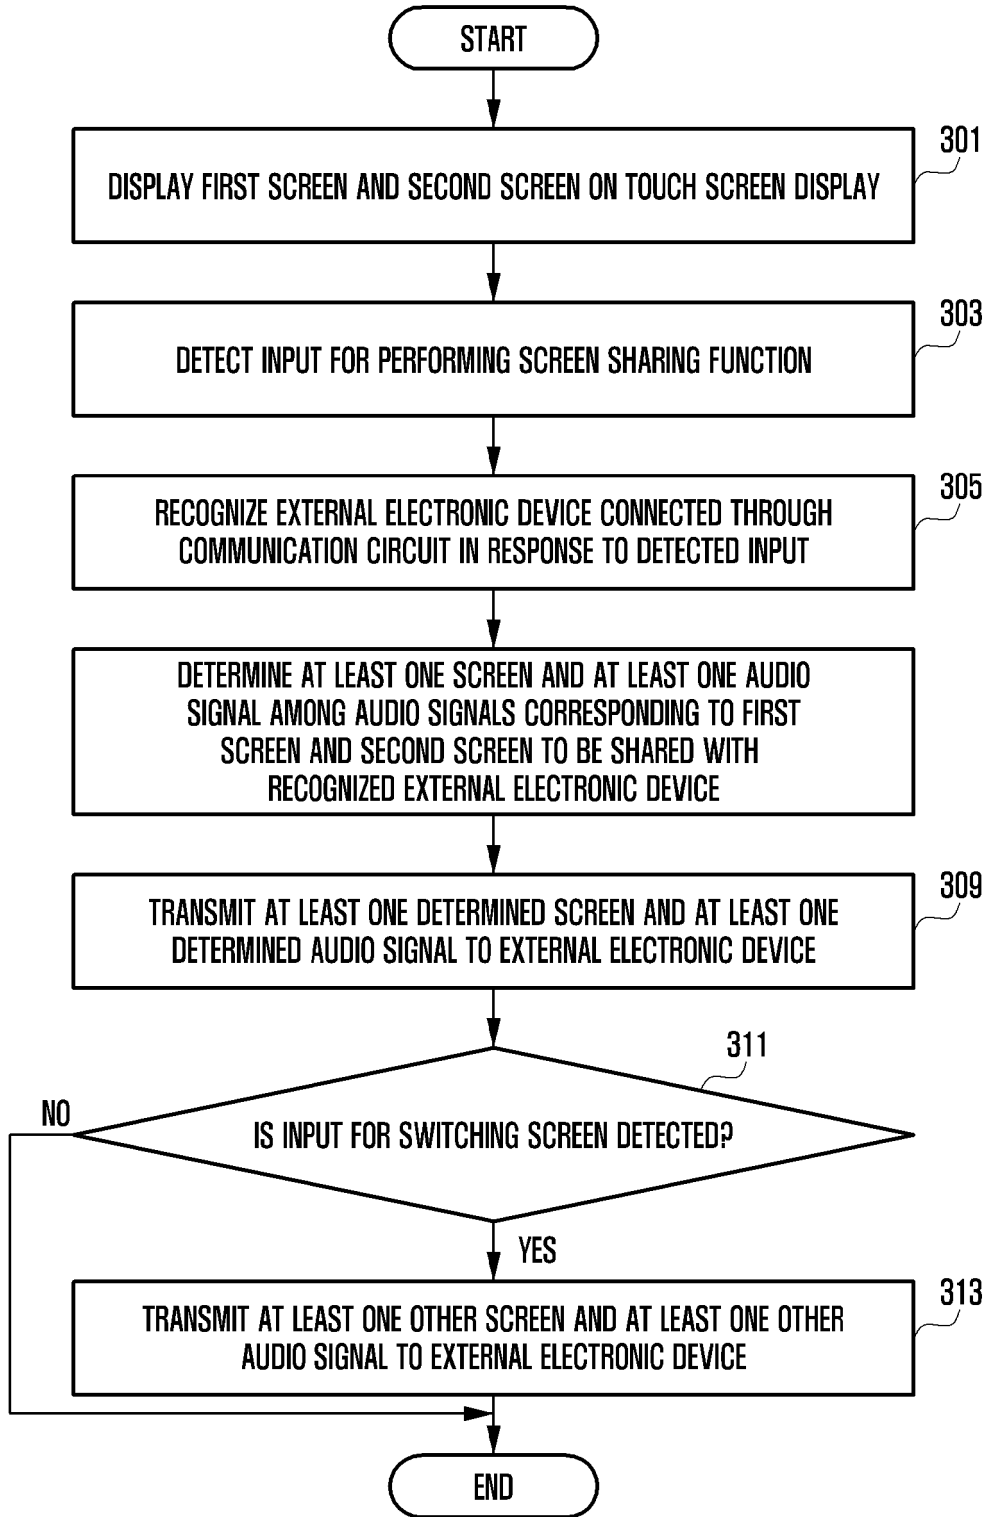 START
301
DISPLAY FIRST SCREEN AND SECOND SCREEN ON TOUCH SCREEN DISPLAY
303
DETECT INPUT FOR PERFORMING SCREEN SHARING FUNCTION
305
RECOGNIZE EXTERNAL ELECTRONIC DEVICE CONNECTED THROUGH
COMMUNICATION CIRCUIT IN RESPONSE TO DETECTED INPUT
DETERMINE AT LEAST ONE SCREEN AND AT LEAST ONE AUDIO
SIGNAL AMONG AUDIO SIGNALS CORRESPONDING TO FIRST
SCREEN AND SECOND SCREEN TO BE SHARED WITH
RECOGNIZED EXTERNAL ELECTRONIC DEVICE
309
TRANSMIT AT LEAST ONE DETERMINED SCREEN AND AT LEAST ONE
DETERMINED AUDIO SIGNAL TO EXTERNAL ELECTRONIC DEVICE
311
NO
IS INPUT FOR SWITCHING SCREEN DETECTED?
YES
313
TRANSMIT AT LEAST ONE OTHER SCREEN AND AT LEAST ONE OTHER
AUDIO SIGNAL TO EXTERNAL ELECTRONIC DEVICE
END